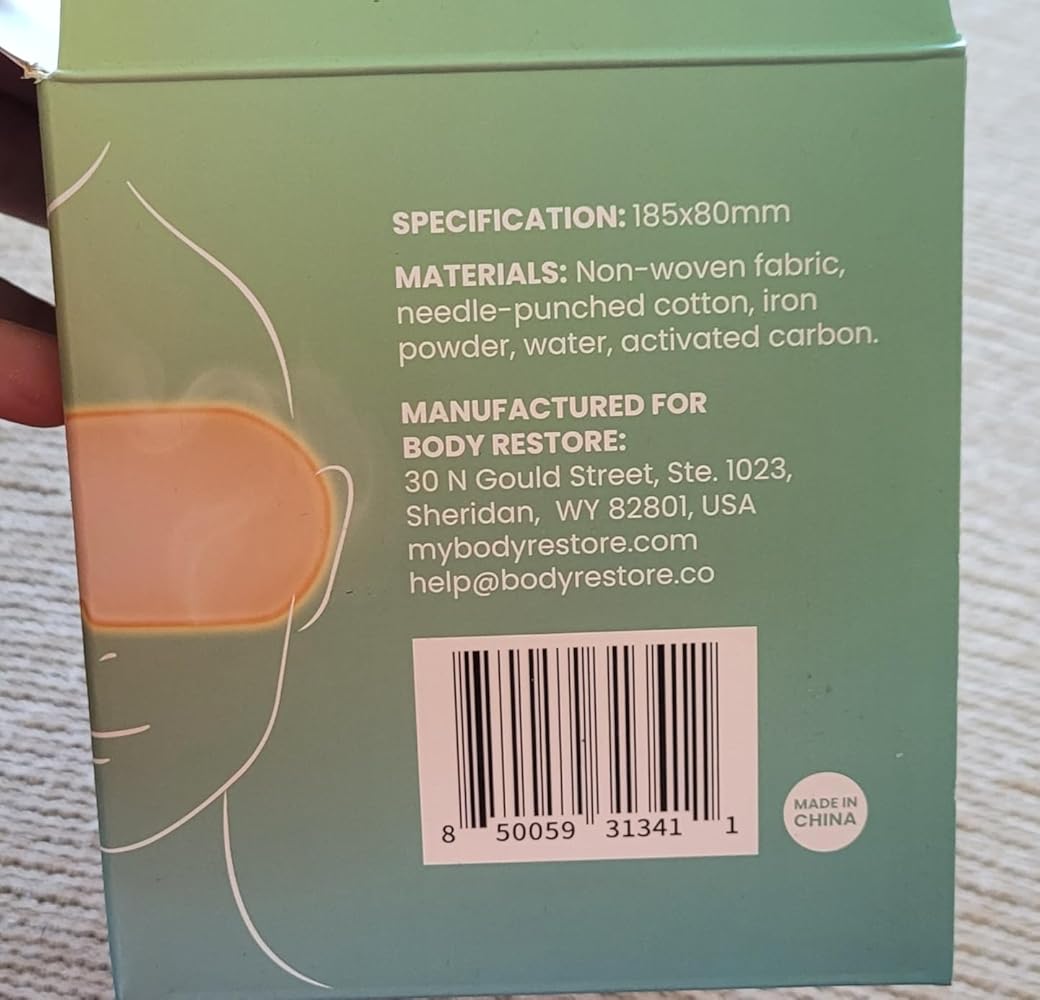 SPECIFICATION: 185x80mm
MATERIALS: Non-woven fabric,
needle-punched cotton, iron
powder, water, activated carbon.
MANUFACTURED FOR
BODY RESTORE:
30 N Gould Street, Ste. 1023,
Sheridan, WY 82801, USA
mybodyrestore.com
help@bodyrestore.co
8 50059 31341 1
MADE IN
CHINA